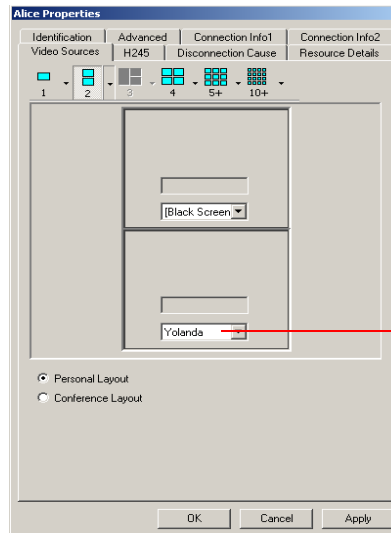 Alice Properties
Identification Advanced Connection Info1 Connection Info2
Video Sources H245 Disconnection Cause Resource Details
1 2 3 4 5+ 10+
[Black Screen
Yolanda
Personal Layout
Conference Layout
OK Cancel Apply